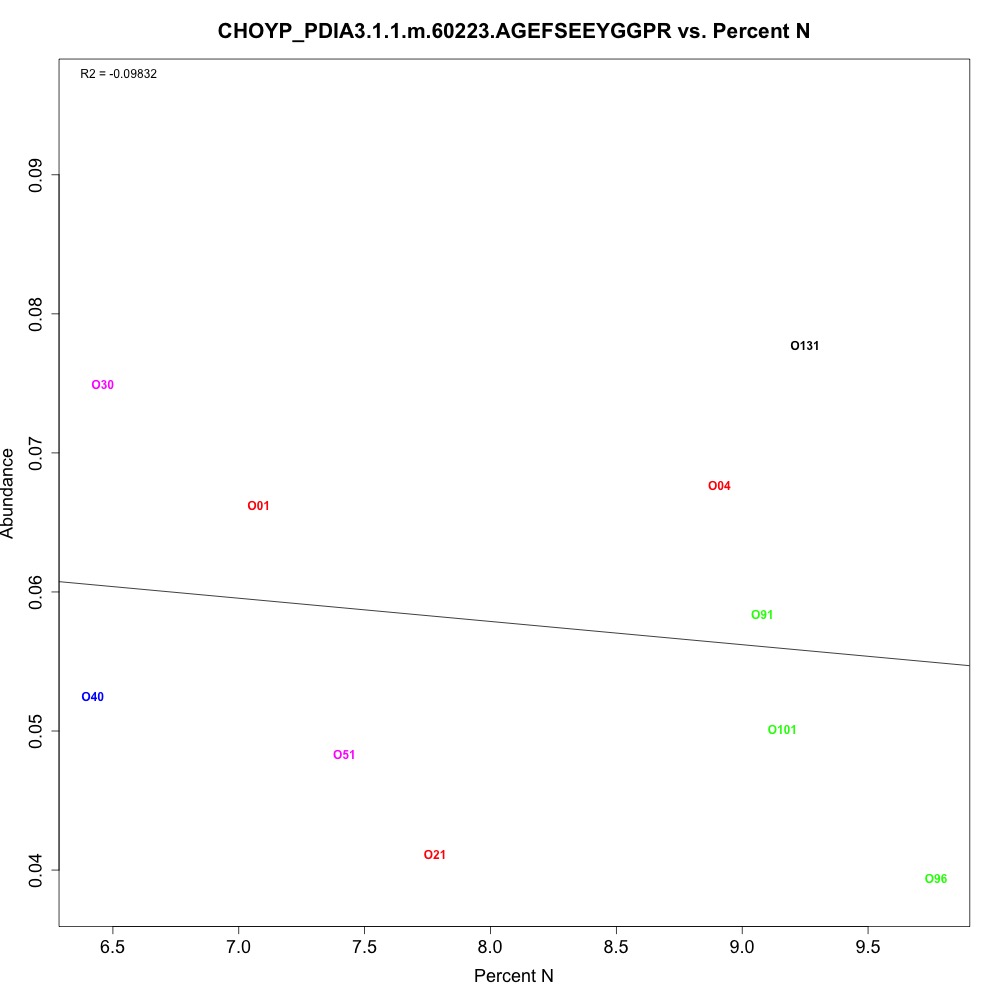 CHOYP_PDIA3.1.1.m.60223.AGEFSEEYGGPR vs. Percent N
R2 = -0.09832
0.09
0.08
O131
O30
0.07
Abundance
O04
O01
0.06
O91
O40
0.05
O101
O51
0.04
O21
O96
6.5 7.0 7.5 8.0 8.5 9.0 9.5
Percent N